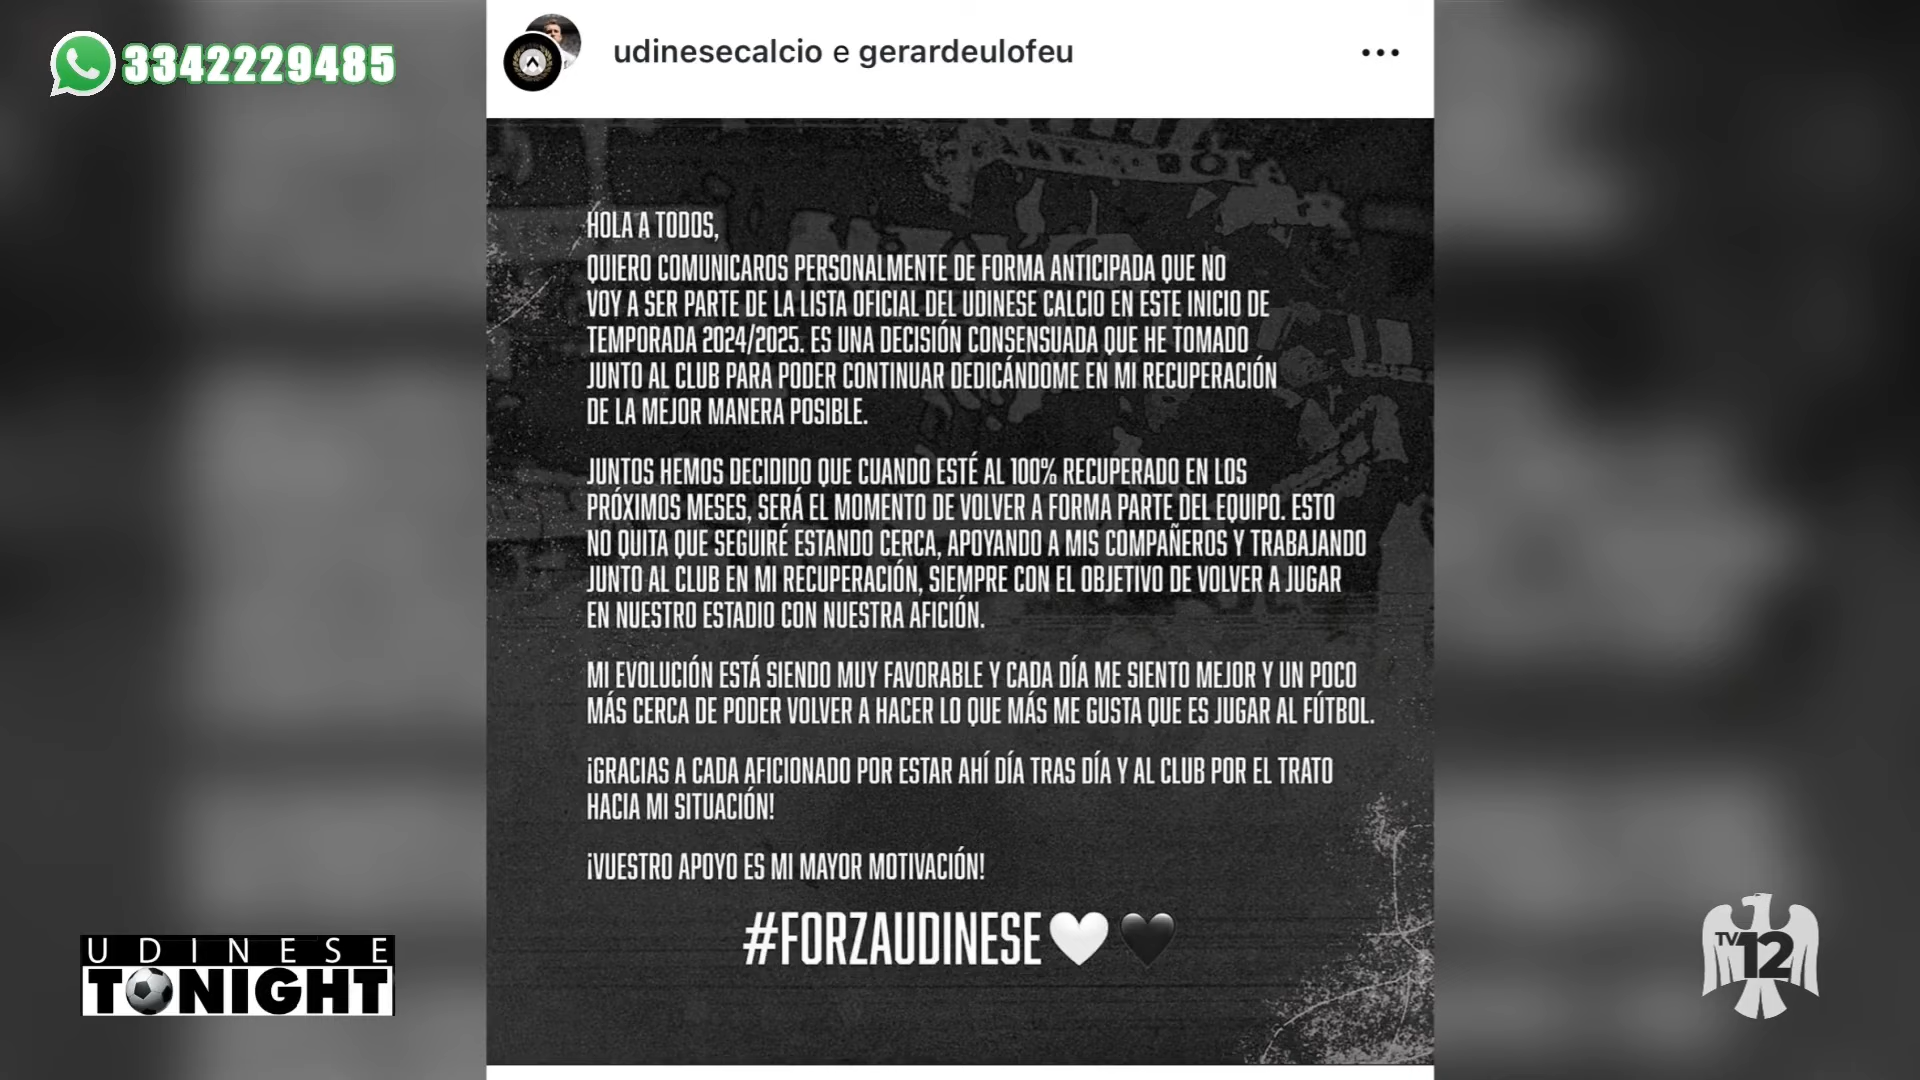 3342229485
udinesecalcio e gerardeulofeu
HOLA A TODOS,
QUIERO COMUNICAROS PERSONALMENTE DE FORMA ANTICIPADA QUE NO
VOY A SER PARTE DE LA LISTA OFICIAL DEL UDINESE CALCIO EN ESTE INICIO DE
TEMPORADA 2024/2025. ES UNA DECISIÓN CONSENSUADA QUE HE TOMADO
JUNTO AL CLUB PARA PODER CONTINUAR DEDICÁNDOME EN MI RECUPERACIÓN
DE LA MEJOR MANERA POSIBLE.
JUNTOS HEMOS DECIDIDO QUE CUANDO ESTÉ AL 100% RECUPERADO EN LOS
PRÓXIMOS MESES, SERÁ EL MOMENTO DE VOLVER A FORMA PARTE DEL EQUIPO. ESTO
NO QUITA QUE SEGUIRÉ ESTANDO CERCA, APOYANDO A MIS COMPAÑEROS Y TRABAJANDO
JUNTO AL CLUB EN MI RECUPERACIÓN, SIEMPRE CON EL OBJETIVO DE VOLVER A JUGAR
EN NUESTRO ESTADIO CON NUESTRA AFICIÓN.
MI EVOLUCIÓN ESTÁ SIENDO MUY FAVORABLE Y CADA DÍA ME SIENTO MEJOR Y UN POCO
MÁS CERCA DE PODER VOLVER A HACER LO QUE MÁS ME GUSTA QUE ES JUGAR AL FÚTBOL.
¡GRACIAS A CADA AFICIONADO POR ESTAR AHÍ DÍA TRAS DÍA Y AL CLUB POR EL TRATO
HACIA MI SITUACIÓN!
¡VUESTRO APOYO ES MI MAYOR MOTIVACIÓN!
#FORZAUDINESE🤍🖤
UDINESE
TONIGHT
TV12